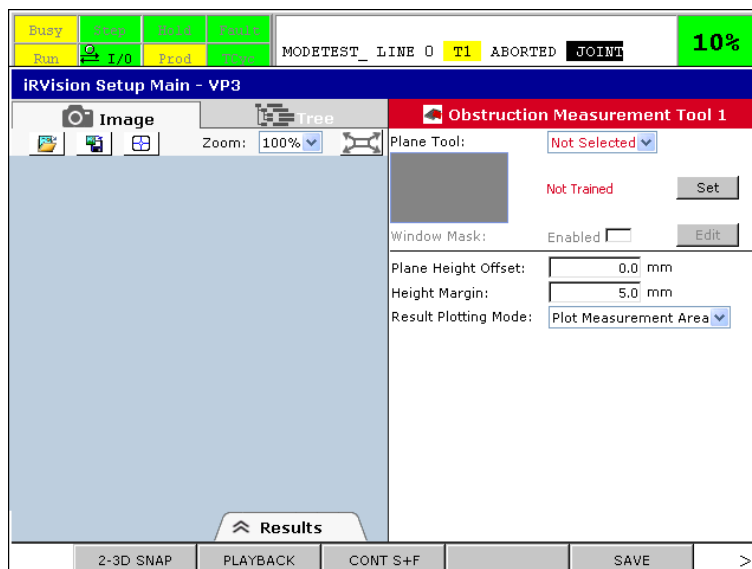 Busy Step Hold Fault
Run I/O Prod TCyc
MODETEST_ LINE 0 T1 ABORTED JOINT
10%
iRVision Setup Main - VP3
Image Tree
Zoom: 100%
Obstruction Measurement Tool 1
Plane Tool: Not Selected
Not Trained Set
Window Mask: Enabled Edit
Plane Height Offset: 0.0 mm
Height Margin: 5.0 mm
Result Plotting Mode: Plot Measurement Area
Results
2-3D SNAP PLAYBACK CONT S+F SAVE >